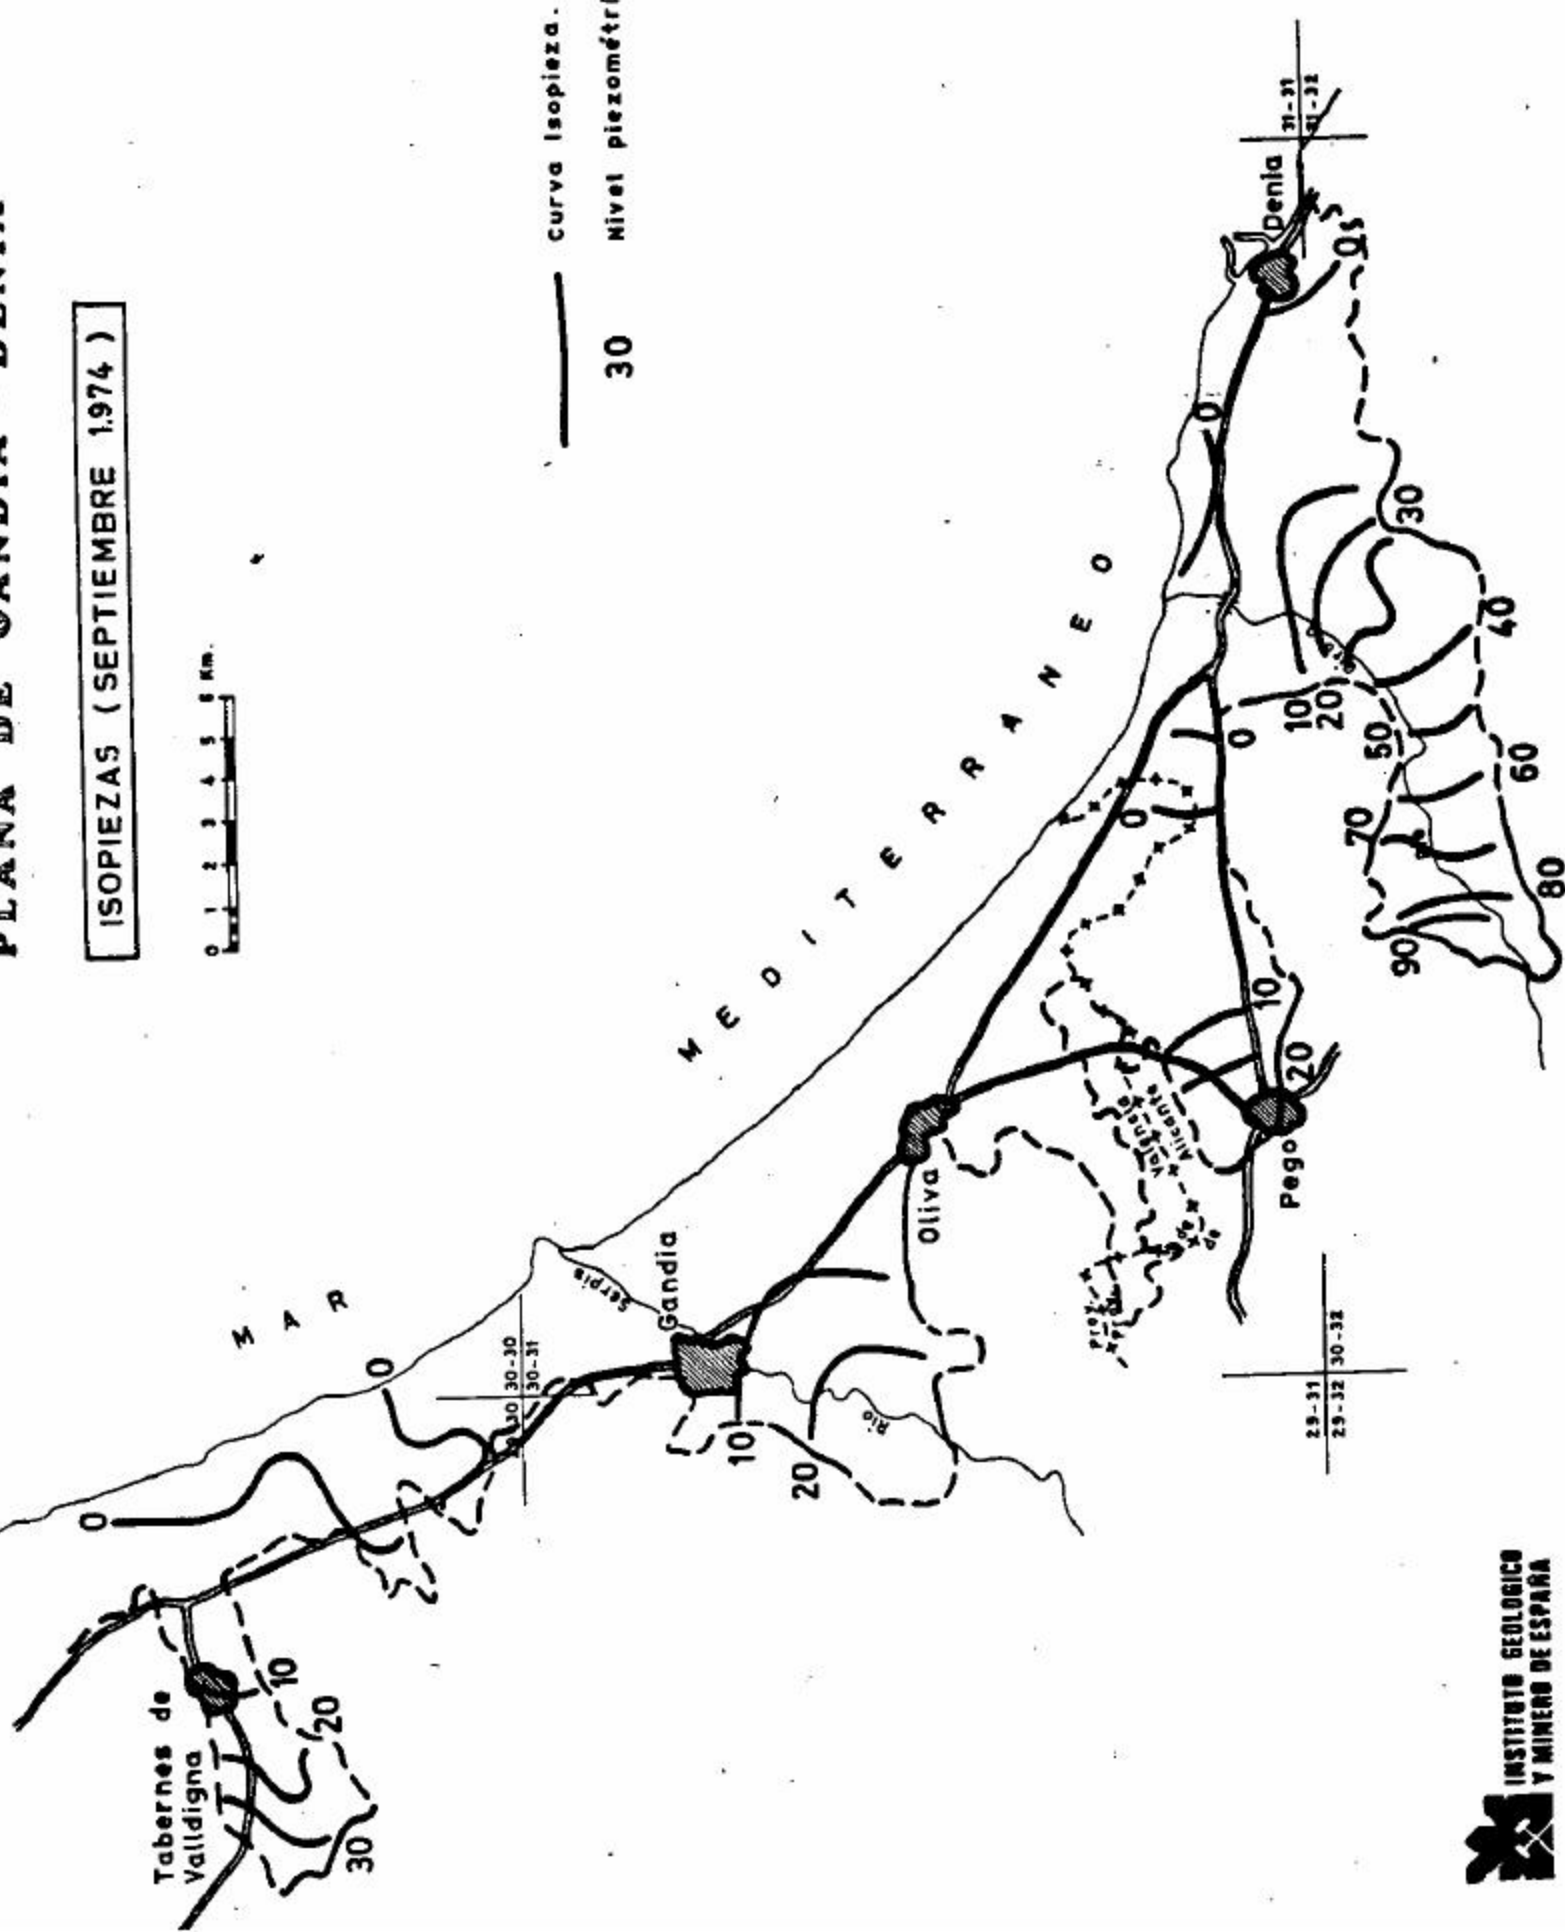 PLANA DE GANDIA - DENIA
ISOPIEZAS ( SEPTIEMBRE 1.974 )
0 1 2 3 4 5 6 Km.
Curva Isopieza.
30 Nivel
MAR MEDITERRANEO
Tabernes de
Valldigna
10
20
30
0
0
30-30
30-31
Serpis
Gandia
10
20
Rio
Oliva
Valencia
Alicante
Prov.
Prov.
de
de
Pego
10
20
0
0
0
Denia
0
31-31
31-32
10
20
30
40
50
60
70
80
90
29-31
29-32
30-32
INSTITUTO GEOLOGICO
Y MINERO DE ESPAÑA